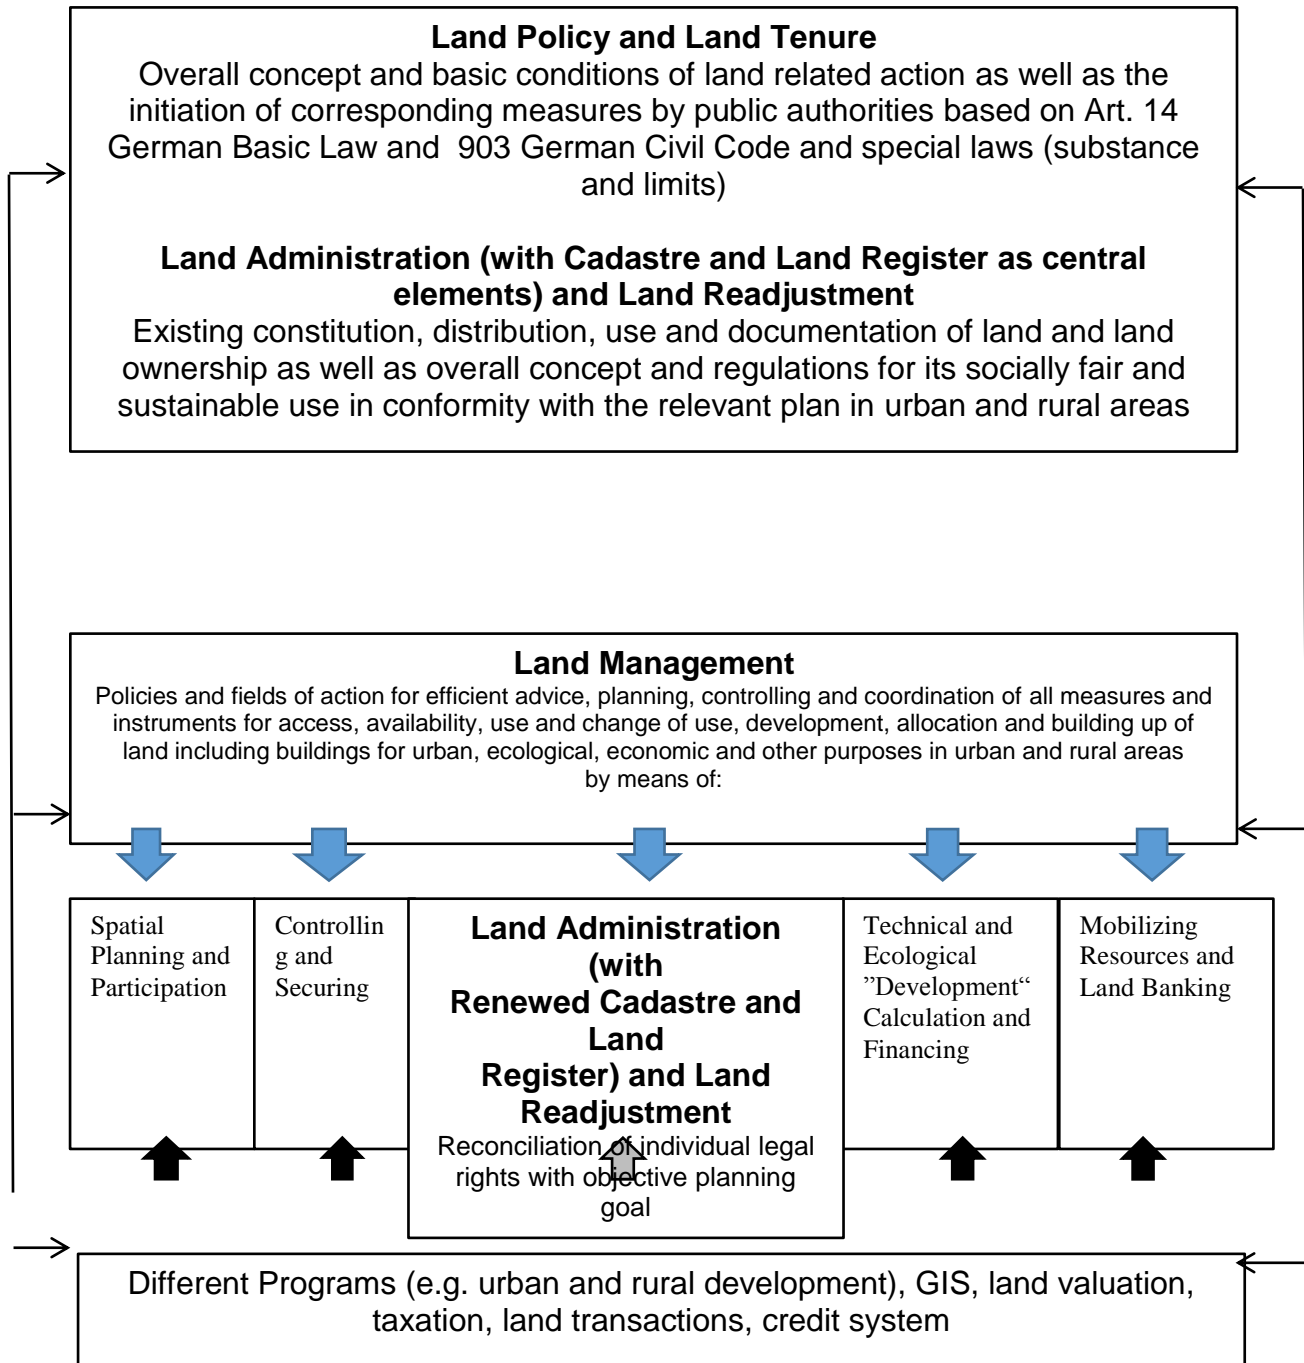 Land Policy and Land Tenure
Overall concept and basic conditions of land related action as well as the
initiation of corresponding measures by public authorities based on Art. 14
German Basic Law and 903 German Civil Code and special laws (substance
and limits)
Land Administration (with Cadastre and Land Register as central
elements) and Land Readjustment
Existing constitution, distribution, use and documentation of land and land
ownership as well as overall concept and regulations for its socially fair and
sustainable use in conformity with the relevant plan in urban and rural areas
Land Management
Policies and fields of action for efficient advice, planning, controlling and coordination of all measures and
instruments for access, availability, use and change of use, development, allocation and building up of
land including buildings for urban, ecological, economic and other purposes in urban and rural areas
by means of:
Spatial
Planning and
Participation
Controllin
g and
Securing
Land Administration
(with
Renewed Cadastre and
Land
Register) and Land
Readjustment
Reconciliation of individual legal
rights with objective planning
goal
Technical and
Ecological
”Development“
Calculation and
Financing
Mobilizing
Resources and
Land Banking
Different Programs (e.g. urban and rural development), GIS, land valuation,
taxation, land transactions, credit system